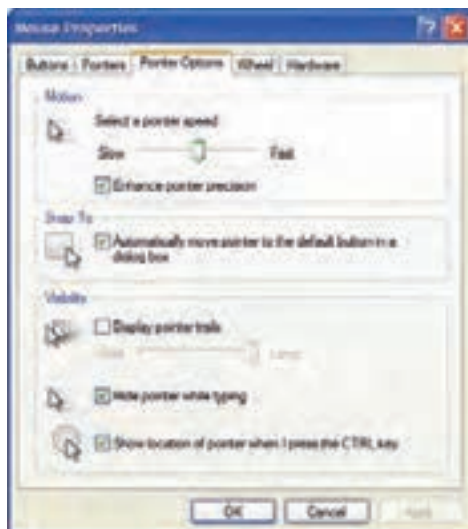 Mouse Properties
Buttons Pointers Pointer Options Wheel Hardware
Motion
Select a pointer speed
Slow Fast
Enhance pointer precision
Snap To
Automatically move pointer to the default button in a
dialog box
Visibility
Display pointer trails
Short Long
Hide pointer while typing
Show location of pointer when I press the CTRL key
OK Cancel Apply